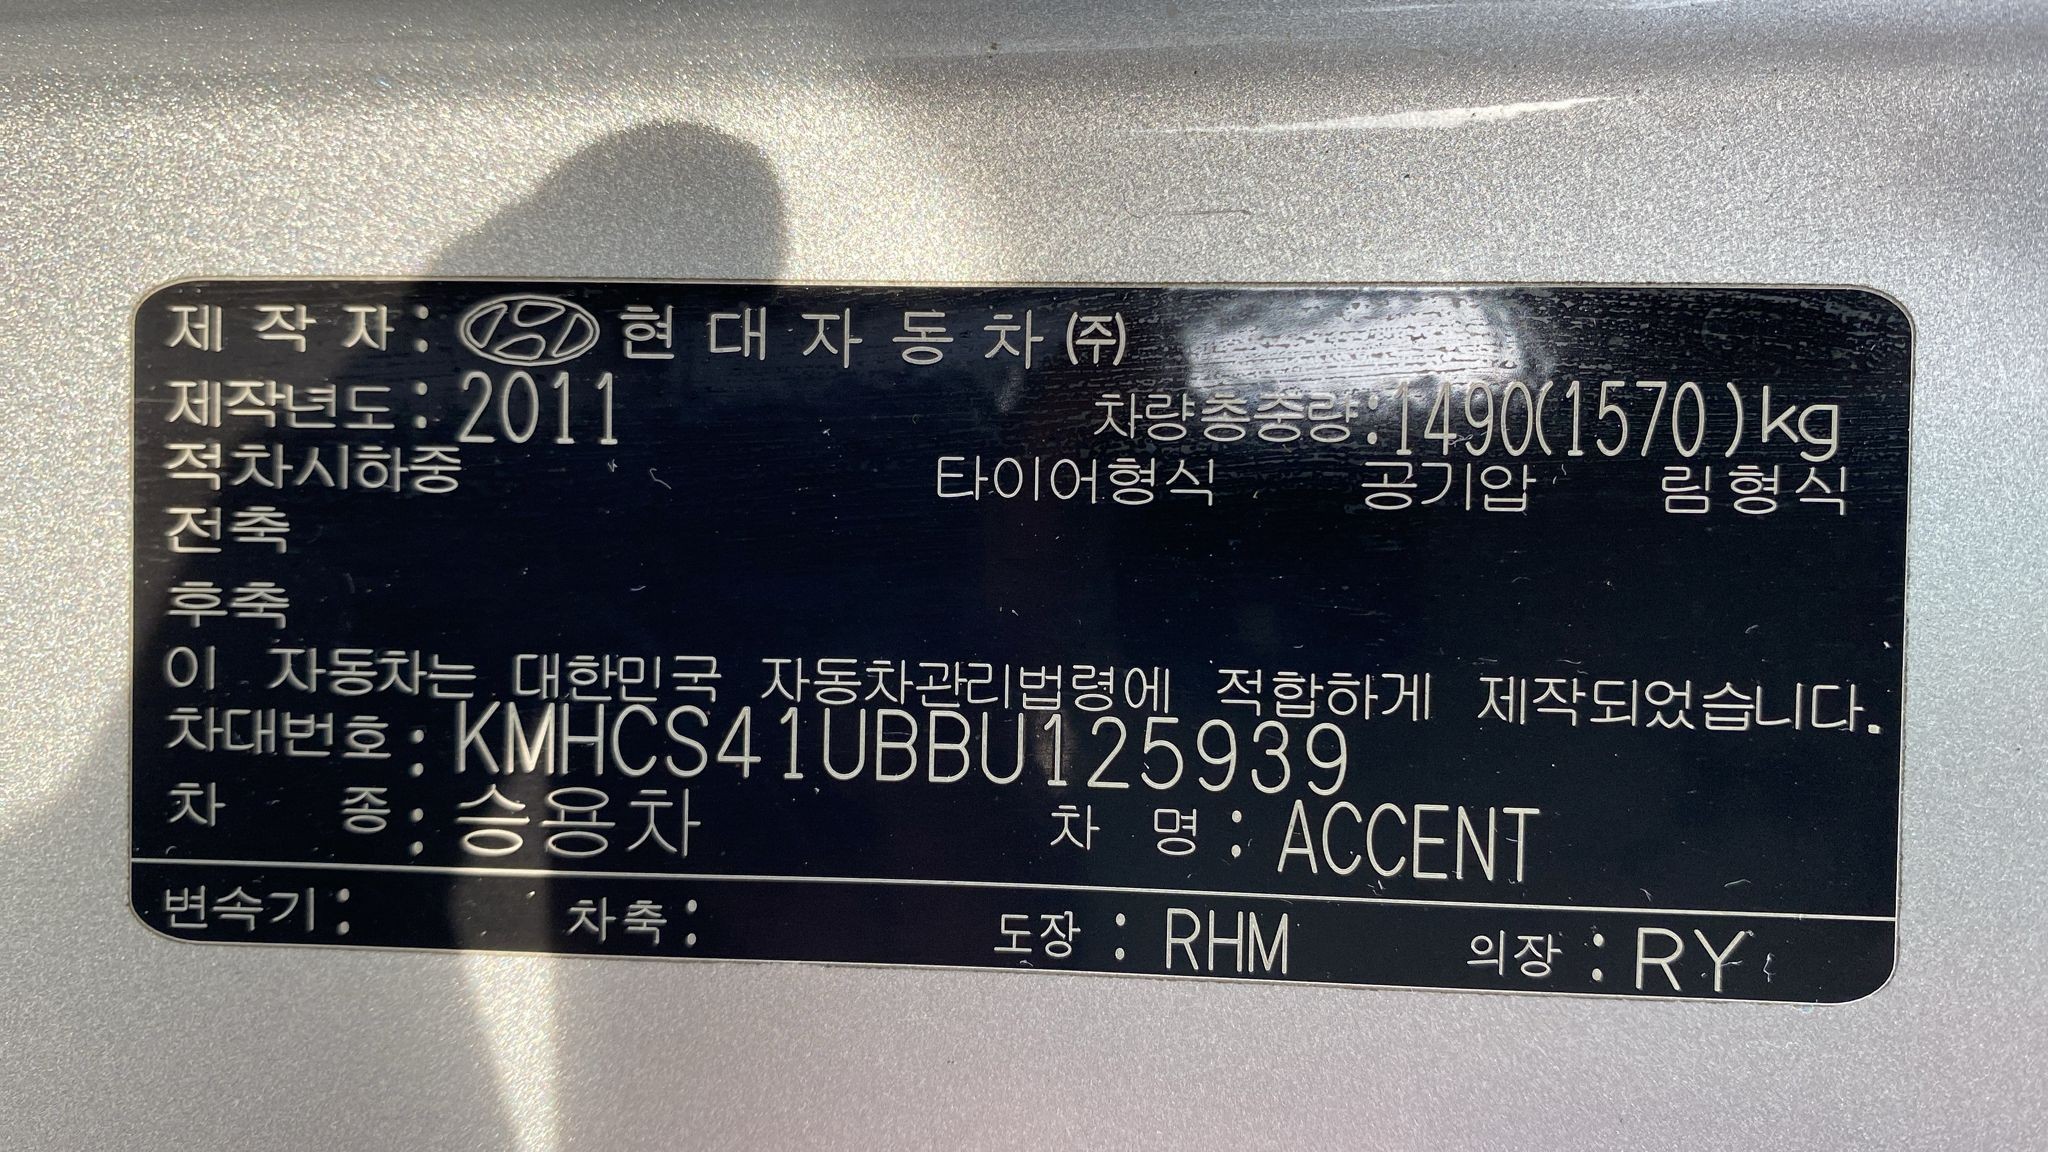 제 작 자 : 현 대 자 동 차 ㈜
제작년도 : 2011 차량총중량 : 1490(1570)kg
적차시하중 타이어형식 공기압 림형식
전축
후축
이 자동차는 대한민국 자동차관리법령에 적합하게 제작되었습니다.
차대번호 : KMHCS41UBBU125939
차 종 : 승용차 차 명 : ACCENT
변속기 : 차축 : 도장 : RHM 의장 : RY